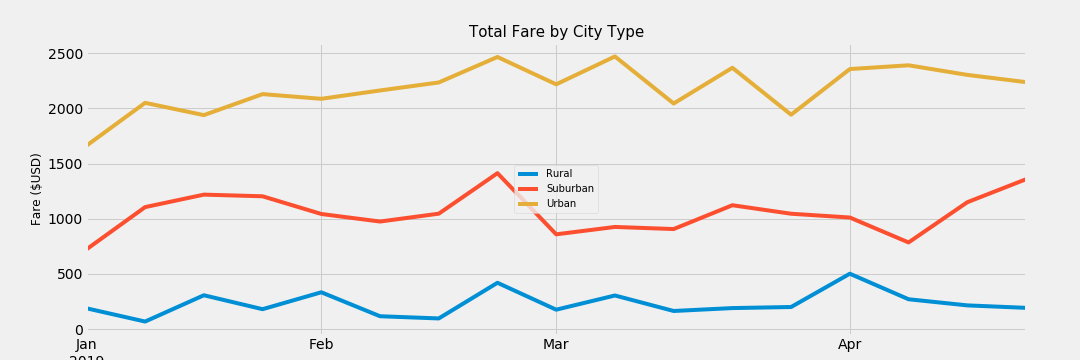 Total Fare by City Type
Fare ($USD)
2500
2000
1500
1000
500
0
Rural
Suburban
Urban
Jan
Feb
Mar
Apr
2019